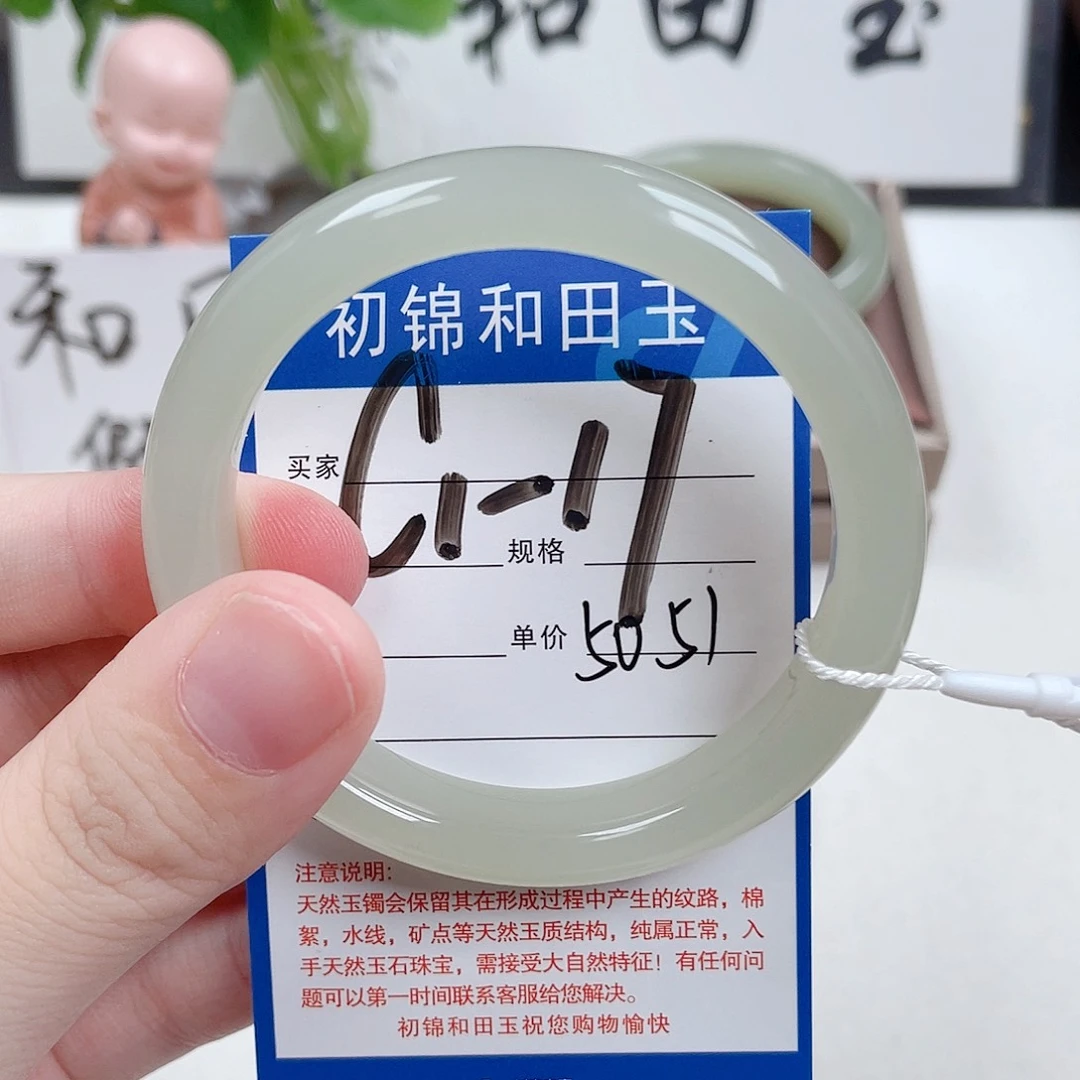 和田玉
和
初锦和田玉
G-17
买家
规格
单价 5051
注意说明:
天然玉镯会保留其在形成过程中产生的纹路，棉
絮，水线，矿点等天然玉质结构，纯属正常，入
手天然玉石珠宝，需接受大自然特征！有任何问
题可以第一时间联系客服给您解决。
初锦和田玉祝您购物愉快